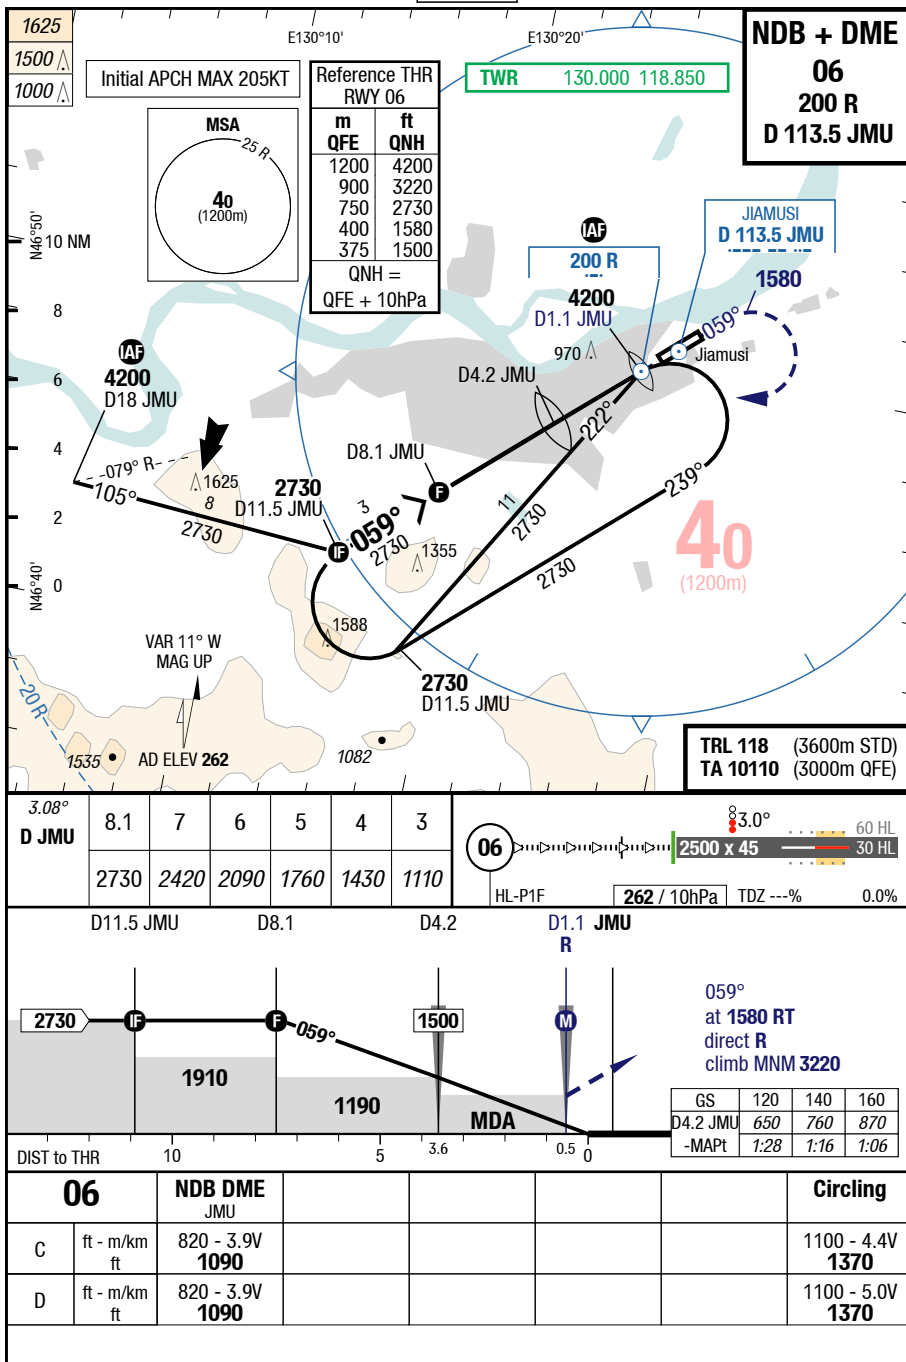 1625
1500
1000
E130°10'
E130°20'
NDB + DME
06
200 R
D 113.5 JMU
Initial APCH MAX 205KT
Reference THR
RWY 06
m ft
QFE QNH
1200 4200
900 3220
750 2730
400 1580
375 1500
QNH =
QFE + 10hPa
TWR 130.000 118.850
MSA
25 R
40
(1200m)
N46°50'
10 NM
8
6
4
2
0
N46°40'
IAF
200 R
4200
D1.1 JMU
JIAMUSI
D 113.5 JMU
1580
059°
970
Jiamusi
D4.2 JMU
IAF
4200
D18 JMU
D8.1 JMU
F
222°
239°
079° R
105°
1625
8
2730
2730
D11.5 JMU
IF
3
059°
2730
1355
11
2730
2730
40
(1200m)
1588
2730
D11.5 JMU
VAR 11° W
MAG UP
20 R
1535
AD ELEV 262
1082
TRL 118 (3600m STD)
TA 10110 (3000m QFE)
3.08°
D JMU 8.1 7 6 5 4 3
2730 2420 2090 1760 1430 1110
06
3.0°
60 HL
2500 x 45
30 HL
HL-P1F
262 / 10hPa
TDZ ---%
0.0%
D11.5 JMU D8.1 D4.2 D1.1 JMU
R
2730
IF
F
059°
1500
M
1910
1190
MDA
059°
at 1580 RT
direct R
climb MNM 3220
GS 120 140 160
D4.2 JMU 650 760 870
-MAPt 1:28 1:16 1:06
DIST to THR 10 5 3.6 0.5 0
06 NDB DME Circling
JMU
C ft - m/km 820 - 3.9V 1100 - 4.4V
ft 1090 1370
D ft - m/km 820 - 3.9V 1100 - 5.0V
ft 1090 1370